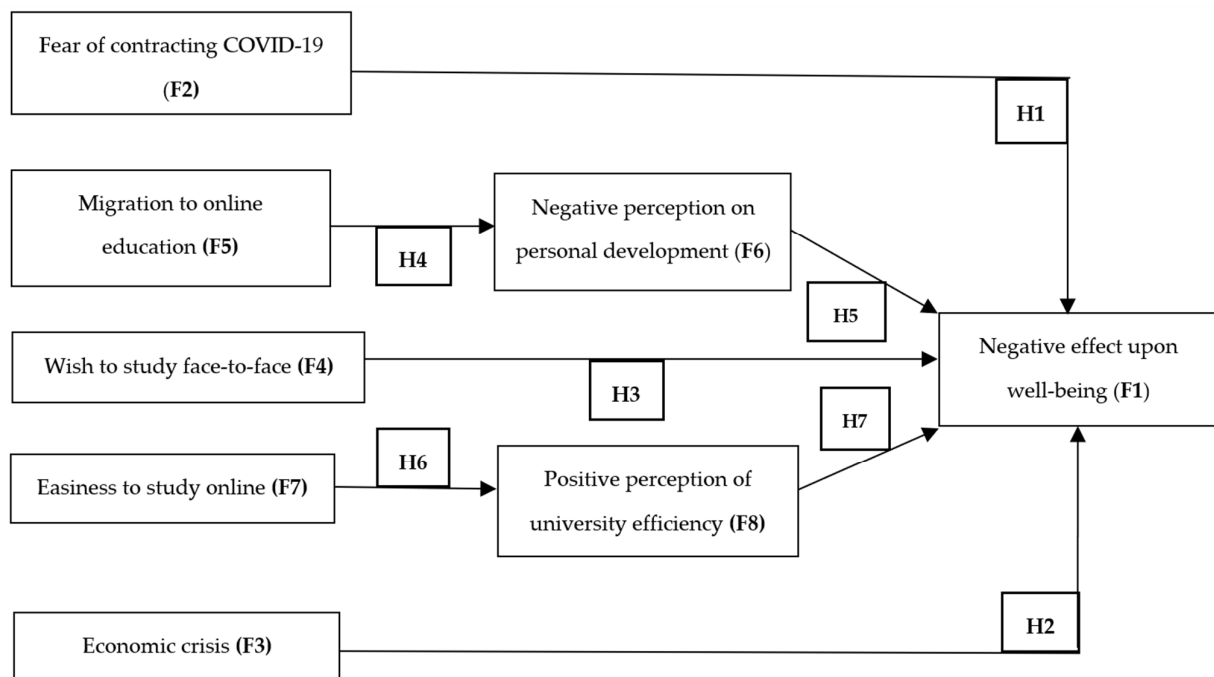 Fear of contracting COVID-19
(F2)
H1
Migration to online
education (F5)
H4
Negative perception on
personal development (F6)
H5
Wish to study face-to-face (F4)
H3
Negative effect upon
well-being (F1)
H7
Easiness to study online (F7)
H6
Positive perception of
university efficiency (F8)
Economic crisis (F3)
H2